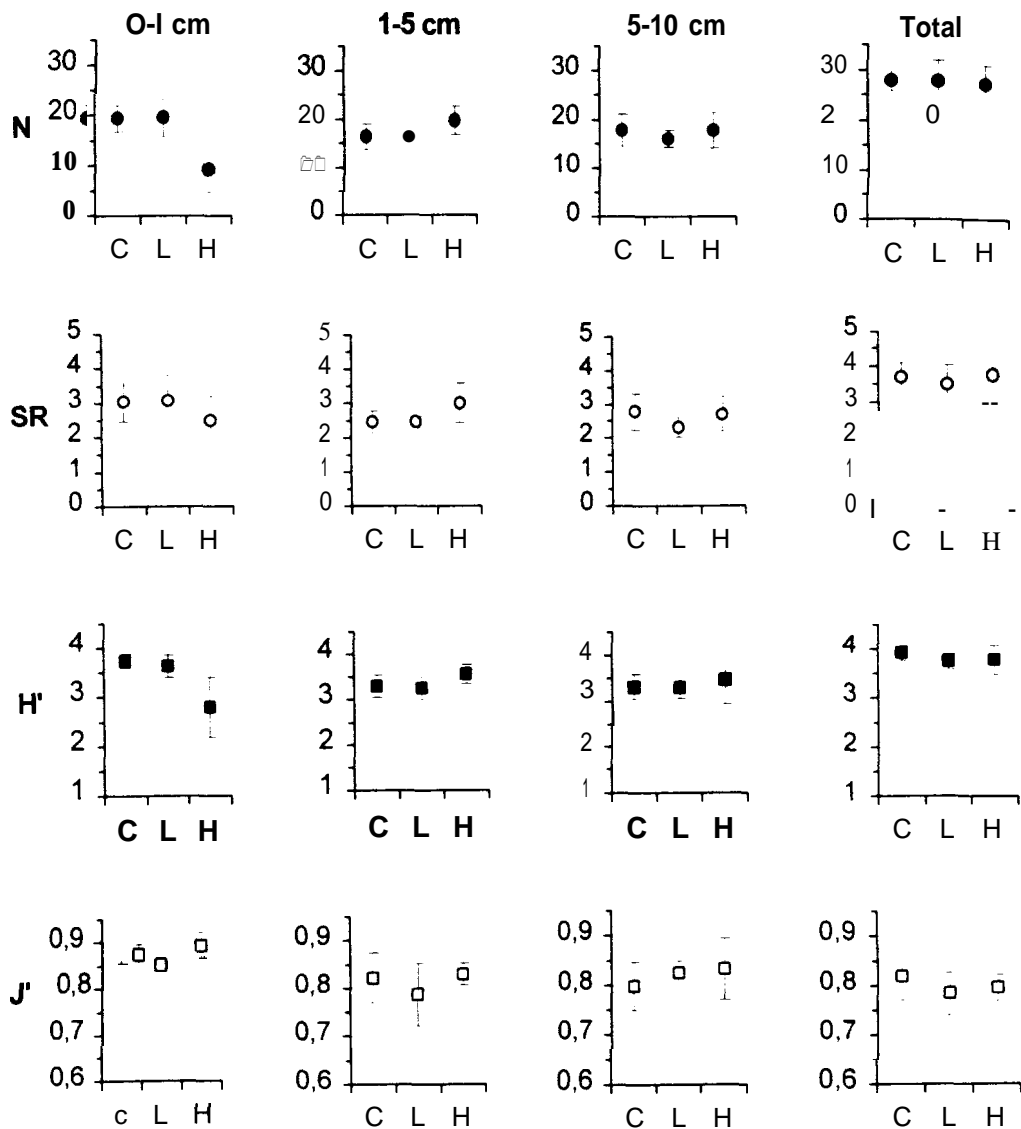 O-I cm 1-5 cm 5-10 cm Total
N
30 20 10 0 C L H
30 20 0 C L H
30 20 10 0 C L H
30 2 0 10 0 C L H
SR
5 4 3 2 1 0 C L H
5 4 3 2 1 0 C L H
5 4 3 2 1 0 C L H
5 4 3 2 1 0 C L H
H'
4 3 2 1 C L H
4 3 2 1 C L H
4 3 2 1 C L H
4 3 2 1 C L H
J'
0,9 0,8 0,7 0,6 c L H
0,9 0,8 0,7 0,6 C L H
0,9 0,8 0,7 0,6 C L H
0,9 0,8 0,7 0,6 C L H